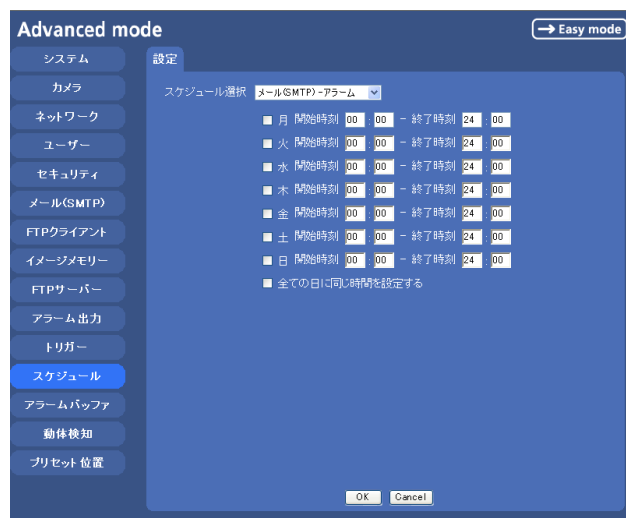 Advanced mode
→ Easy mode
システム
カメラ
ネットワーク
ユーザー
セキュリティ
メール(SMTP)
FTPクライアント
イメージメモリー
FTPサーバー
アラーム出力
トリガー
スケジュール
アラームバッファ
動体検知
プリセット位置
設定
スケジュール選択 メール(SMTP)-アラーム
月 開始時刻 00 : 00 - 終了時刻 24 : 00
火 開始時刻 00 : 00 - 終了時刻 24 : 00
水 開始時刻 00 : 00 - 終了時刻 24 : 00
木 開始時刻 00 : 00 - 終了時刻 24 : 00
金 開始時刻 00 : 00 - 終了時刻 24 : 00
土 開始時刻 00 : 00 - 終了時刻 24 : 00
日 開始時刻 00 : 00 - 終了時刻 24 : 00
全ての日に同じ時間を設定する
OK Cancel